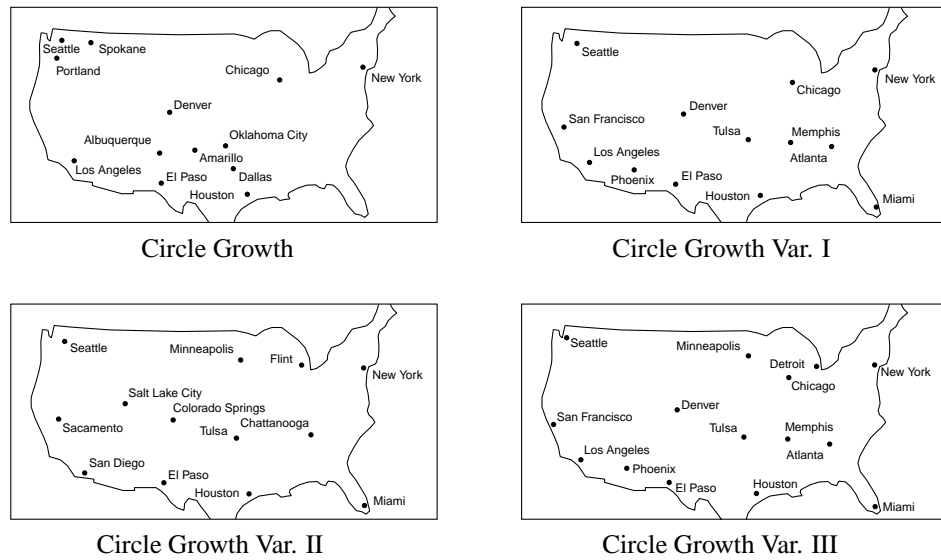 Seattle
Spokane
Portland
Chicago
New York
Denver
Albuquerque
Oklahoma City
Amarillo
Los Angeles
El Paso
Dallas
Houston
Circle Growth
Seattle
New York
Chicago
Denver
San Francisco
Tulsa
Memphis
Atlanta
Los Angeles
Phoenix
El Paso
Houston
Miami
Circle Growth Var. I
Seattle
Minneapolis
Flint
New York
Salt Lake City
Colorado Springs
Sacamento
Tulsa
Chattanooga
San Diego
El Paso
Houston
Miami
Circle Growth Var. II
Seattle
Minneapolis
Detroit
New York
Chicago
Denver
San Francisco
Tulsa
Memphis
Atlanta
Los Angeles
Phoenix
El Paso
Houston
Miami
Circle Growth Var. III